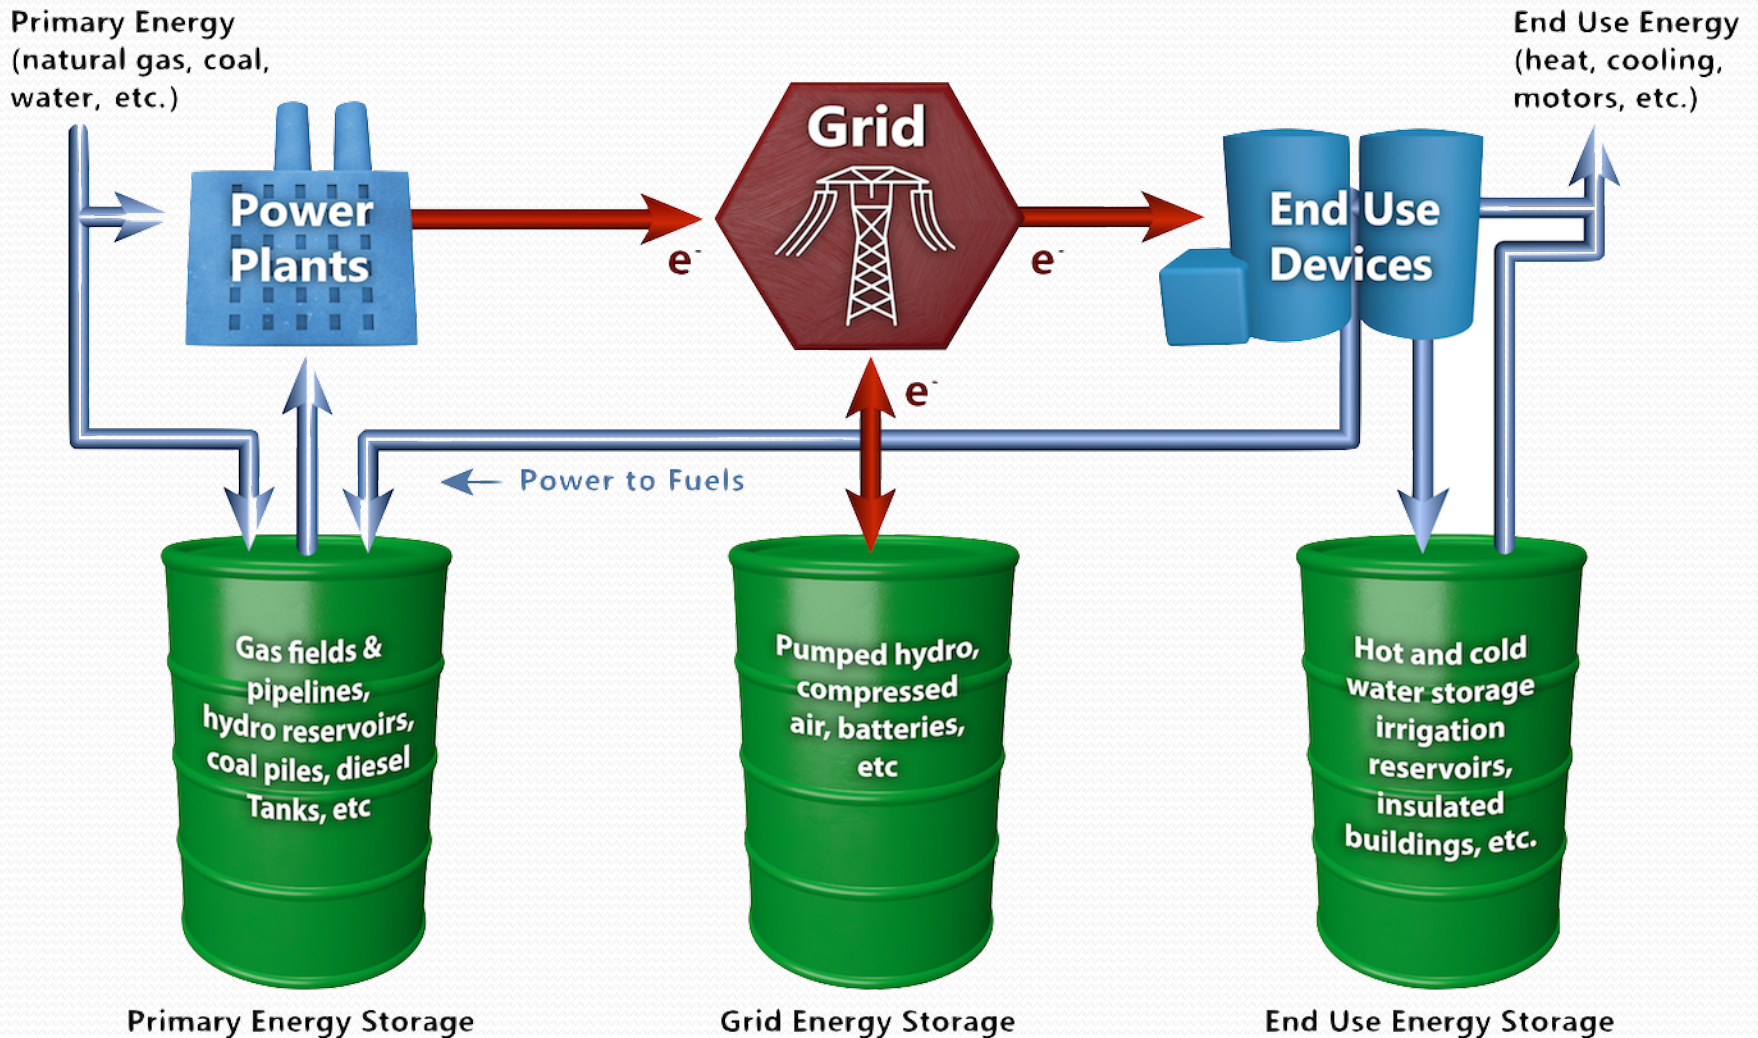 Primary Energy
(natural gas, coal,
water, etc.)
End Use Energy
(heat, cooling,
motors, etc.)
Power
Plants
Grid
End Use
Devices
e-
e-
e-
Power to Fuels
Gas fields &
pipelines,
hydro reservoirs,
coal piles, diesel
Tanks, etc
Pumped hydro,
compressed
air, batteries,
etc
Hot and cold
water storage
irrigation
reservoirs,
insulated
buildings, etc.
Primary Energy Storage
Grid Energy Storage
End Use Energy Storage